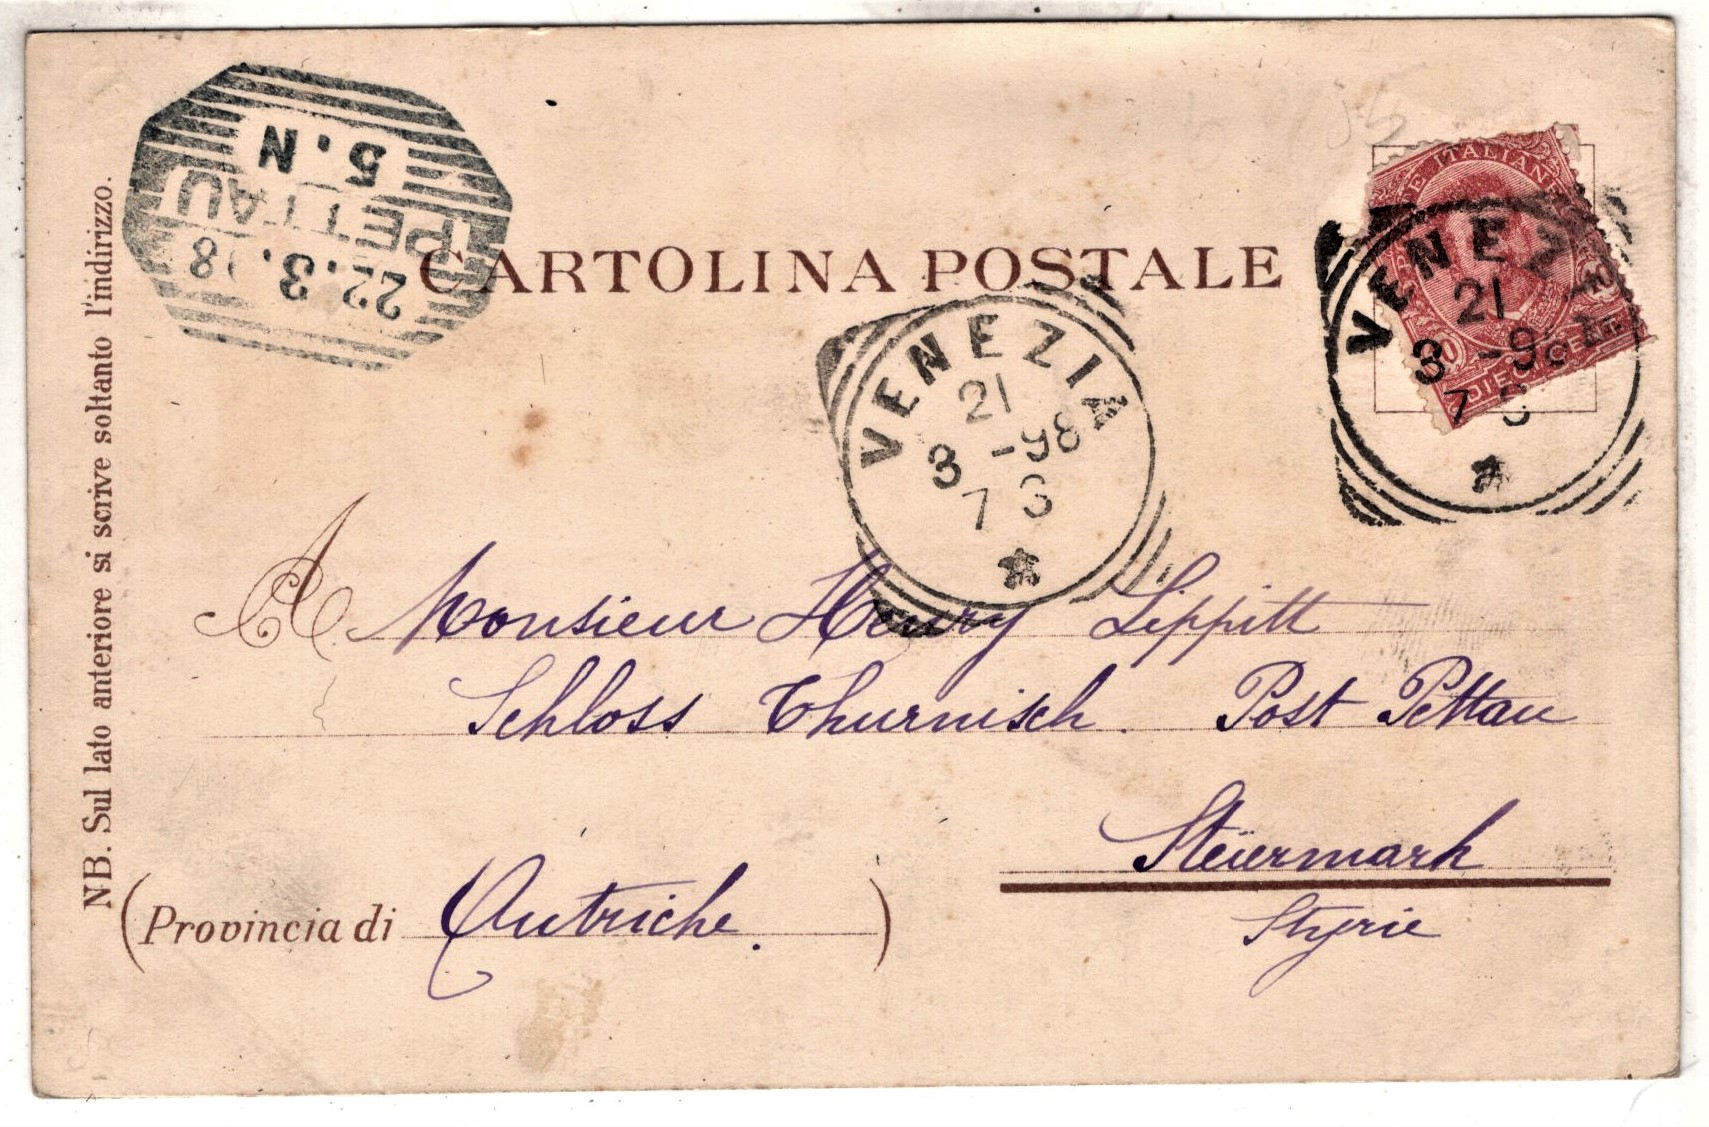 5. N
PETTAU
22.3.98
CARTOLINA POSTALE
POSTE ITALIANE
DIECI
VENEZIA
21
3 -98
7 S
VENEZIA
21
3 -98
7 S
NB. Sul lato anteriore si scrive soltanto l'indirizzo.
A Monsieur Henry Lippitt
Schloss Thurnisch. Post Pettau
Steiermark
(Provincia di Autriche.)
Styrie